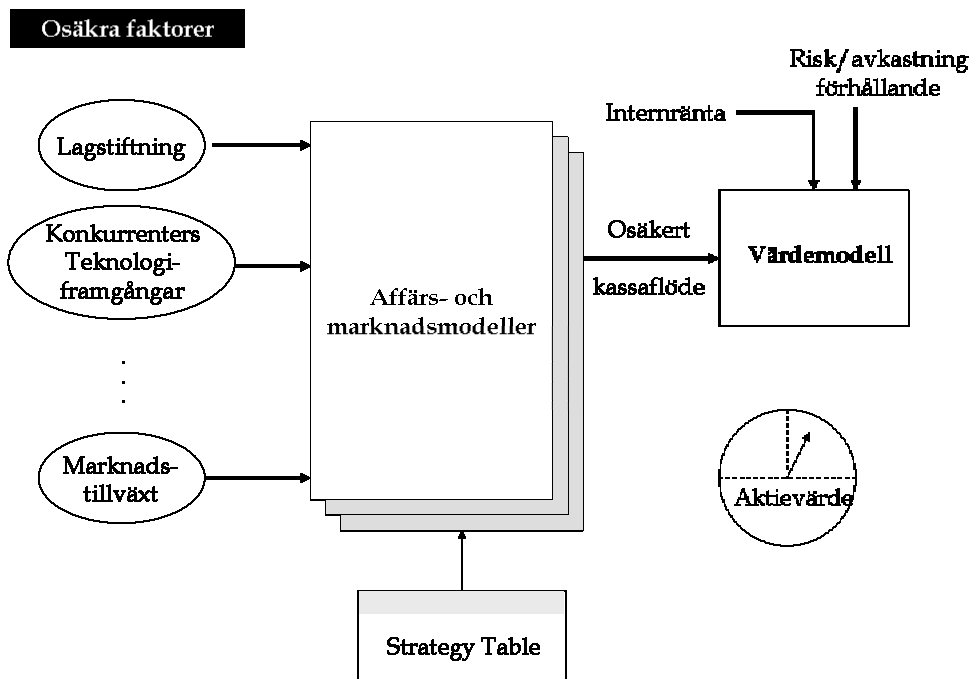 Osäkra faktorer
Risk/avkastning
förhållande
Internränta
Lagstiftning
Konkurrenters
Teknologi-
framgångar
Osäkert
kassaflöde
Värdemodell
Affärs- och
marknadsmodeller
Marknads-
tillväxt
Aktievärde
Strategy Table